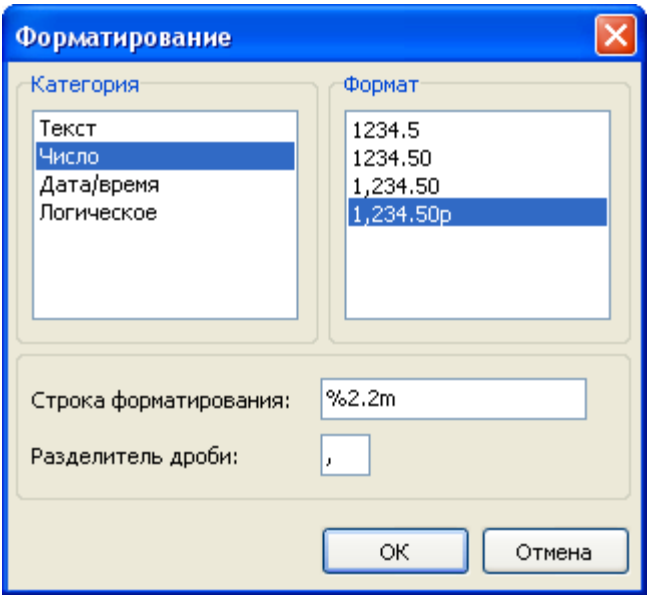 Форматирование
Категория
Текст
Число
Дата/время
Логическое
Формат
1234.5
1234.50
1,234.50
1,234.50р
Строка форматирования: %2.2m
Разделитель дроби: ,
ОК Отмена